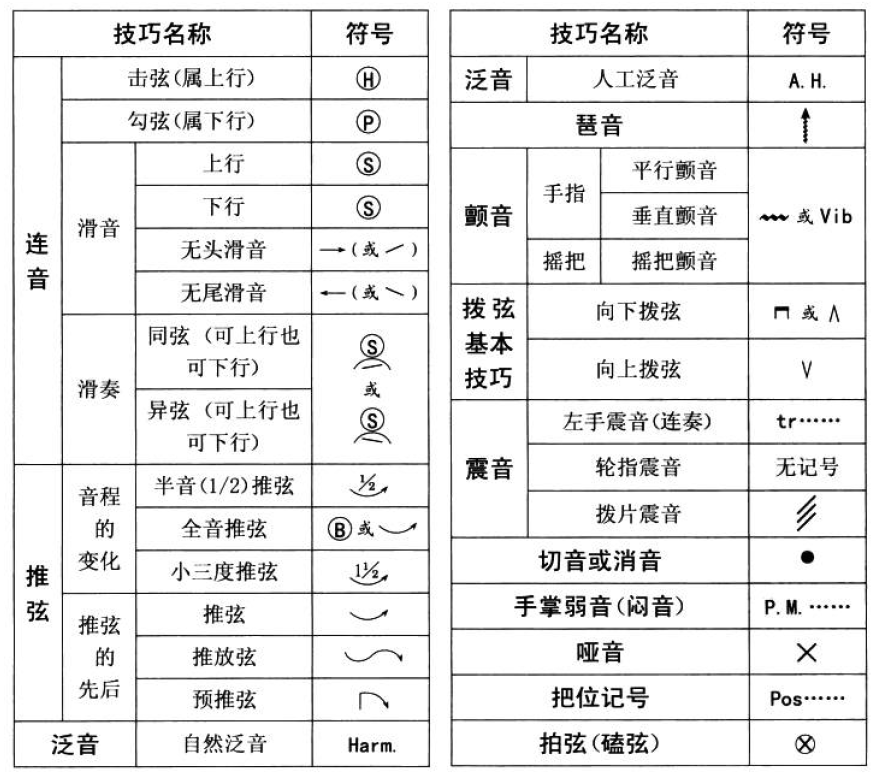 技巧名称 符号
连音
击弦(属上行) Ⓗ
勾弦(属下行) Ⓟ
滑音
上行 Ⓢ
下行 Ⓢ
无头滑音 →(或 ╱)
无尾滑音 ←(或 ╲)
滑奏
同弦(可上行也
可下行)
Ⓢ
或
异弦(可上行也
可下行)
Ⓢ
推弦
音程
的
变化
半音(1/2)推弦 ½
全音推弦 Ⓑ或
小三度推弦 1½
推弦
的
先后
推弦
推放弦
预推弦
泛音 自然泛音 Harm.
技巧名称 符号
泛音 人工泛音 A.H.
琶音
颤音
手指
平行颤音
垂直颤音
或 Vib
摇把 摇把颤音
拨弦
基本
技巧
向下拨弦 或 ∧
向上拨弦 ∨
震音
左手震音(连奏) tr……
轮指震音 无记号
拨片震音
切音或消音 ●
手掌弱音(闷音) P.M.……
哑音 ×
把位记号 Pos……
拍弦(磕弦) ⊗